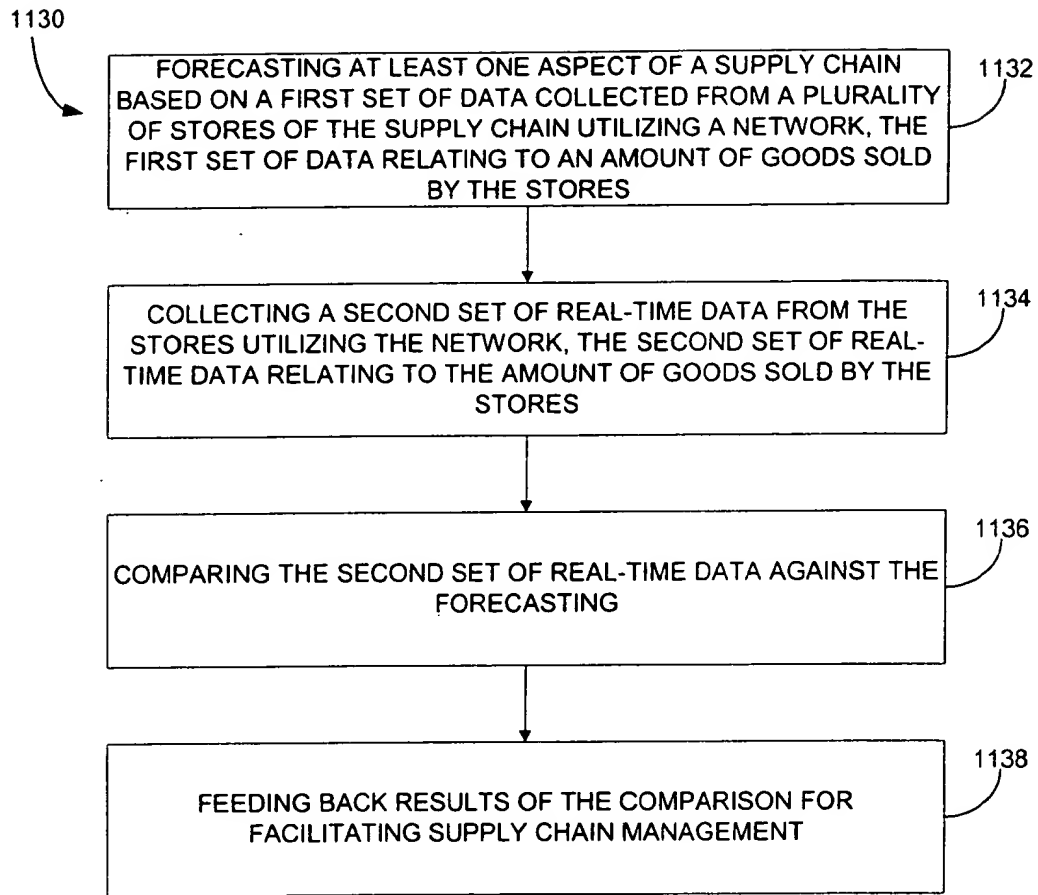 1130
FORECASTING AT LEAST ONE ASPECT OF A SUPPLY CHAIN
BASED ON A FIRST SET OF DATA COLLECTED FROM A PLURALITY
OF STORES OF THE SUPPLY CHAIN UTILIZING A NETWORK, THE
FIRST SET OF DATA RELATING TO AN AMOUNT OF GOODS SOLD
BY THE STORES
1132
COLLECTING A SECOND SET OF REAL-TIME DATA FROM THE
STORES UTILIZING THE NETWORK, THE SECOND SET OF REAL-
TIME DATA RELATING TO THE AMOUNT OF GOODS SOLD BY THE
STORES
1134
COMPARING THE SECOND SET OF REAL-TIME DATA AGAINST THE
FORECASTING
1136
FEEDING BACK RESULTS OF THE COMPARISON FOR
FACILITATING SUPPLY CHAIN MANAGEMENT
1138